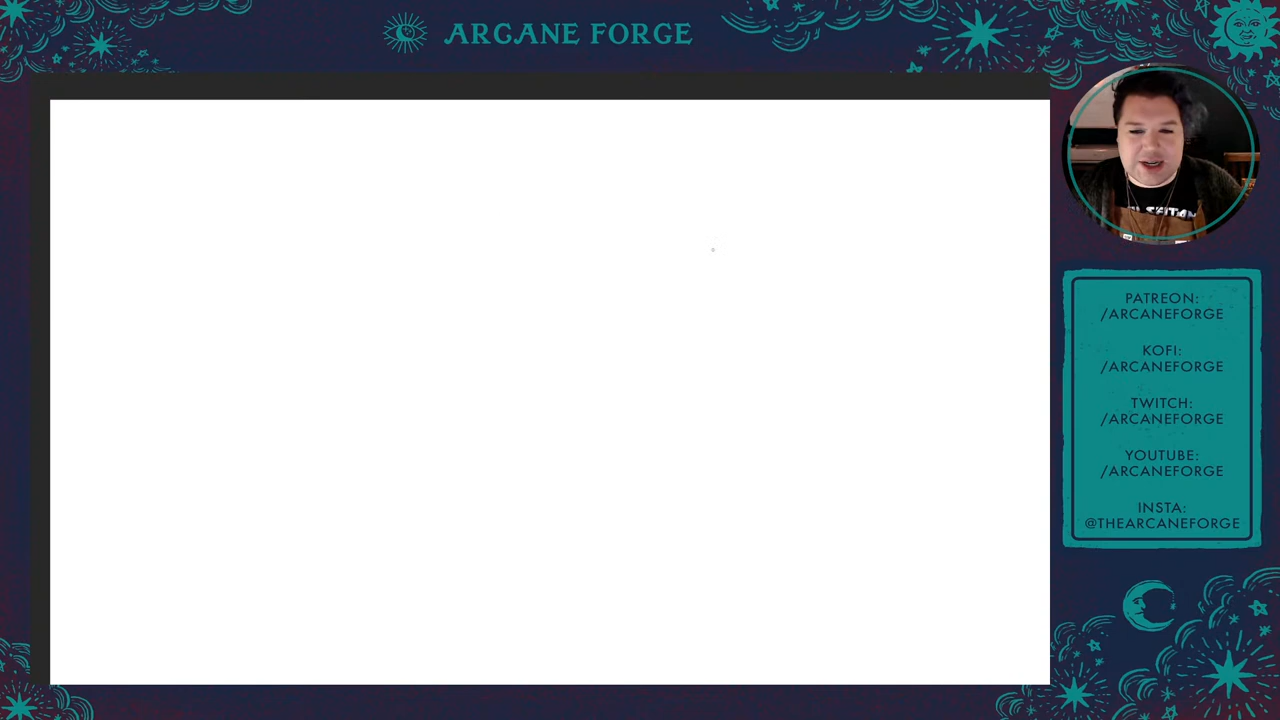 ARCANE FORGE
PATREON:
/ARCANEFORGE
KOFI:
/ARCANEFORGE
TWITCH:
/ARCANEFORGE
YOUTUBE:
/ARCANEFORGE
INSTA:
@THEARCANEFORGE